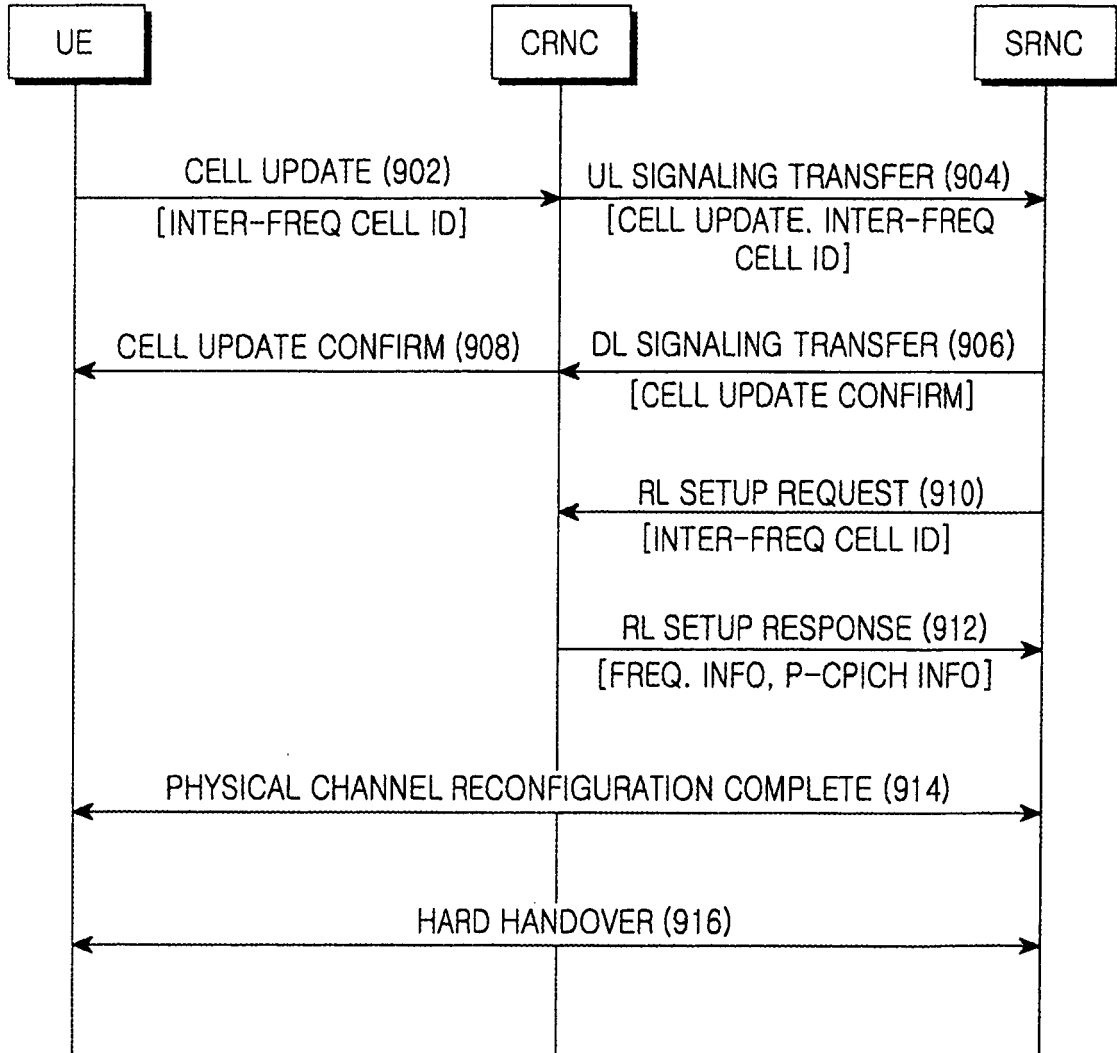 UE
CRNC
SRNC
CELL UPDATE (902)
[INTER-FREQ CELL ID]
UL SIGNALING TRANSFER (904)
[CELL UPDATE. INTER-FREQ
CELL ID]
CELL UPDATE CONFIRM (908)
DL SIGNALING TRANSFER (906)
[CELL UPDATE CONFIRM]
RL SETUP REQUEST (910)
[INTER-FREQ CELL ID]
RL SETUP RESPONSE (912)
[FREQ. INFO, P-CPICH INFO]
PHYSICAL CHANNEL RECONFIGURATION COMPLETE (914)
HARD HANDOVER (916)